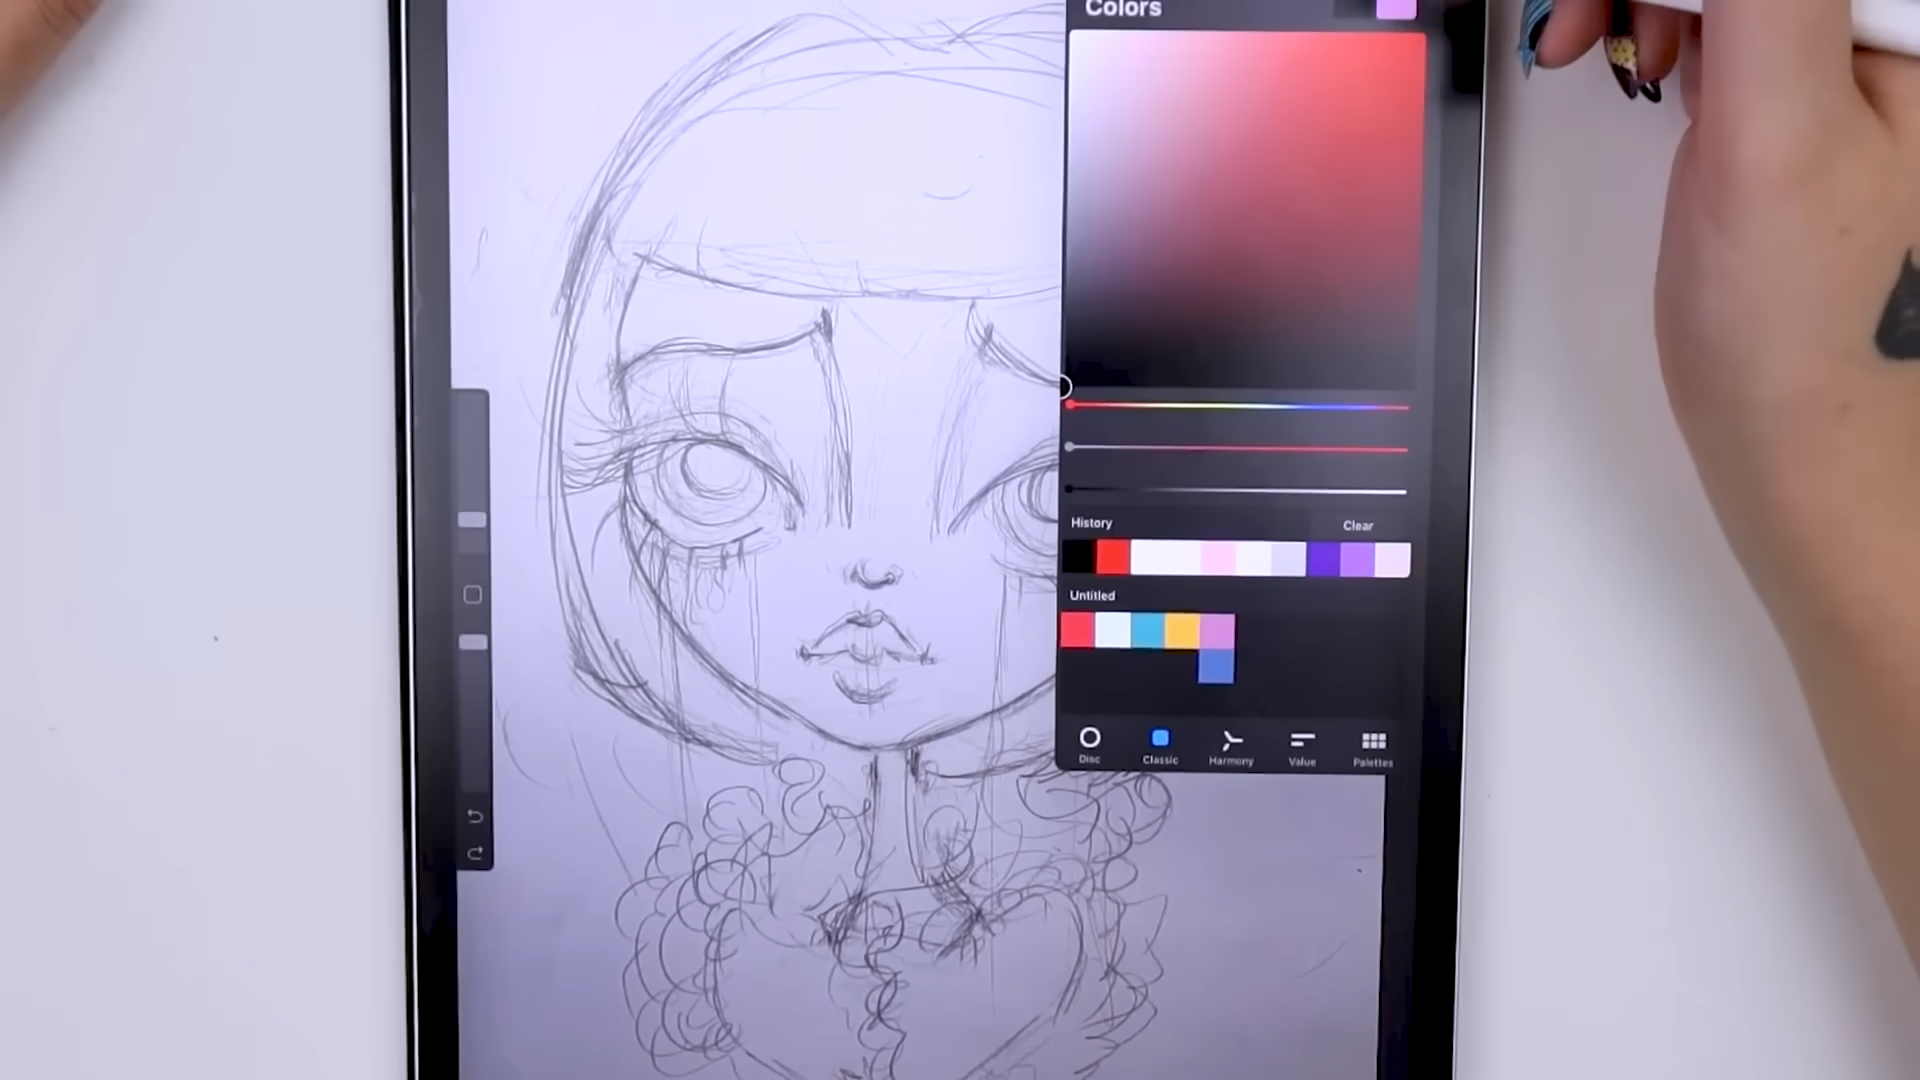 Colors
History
Clear
Untitled
Disc
Classic
Harmony
Value
Palettes